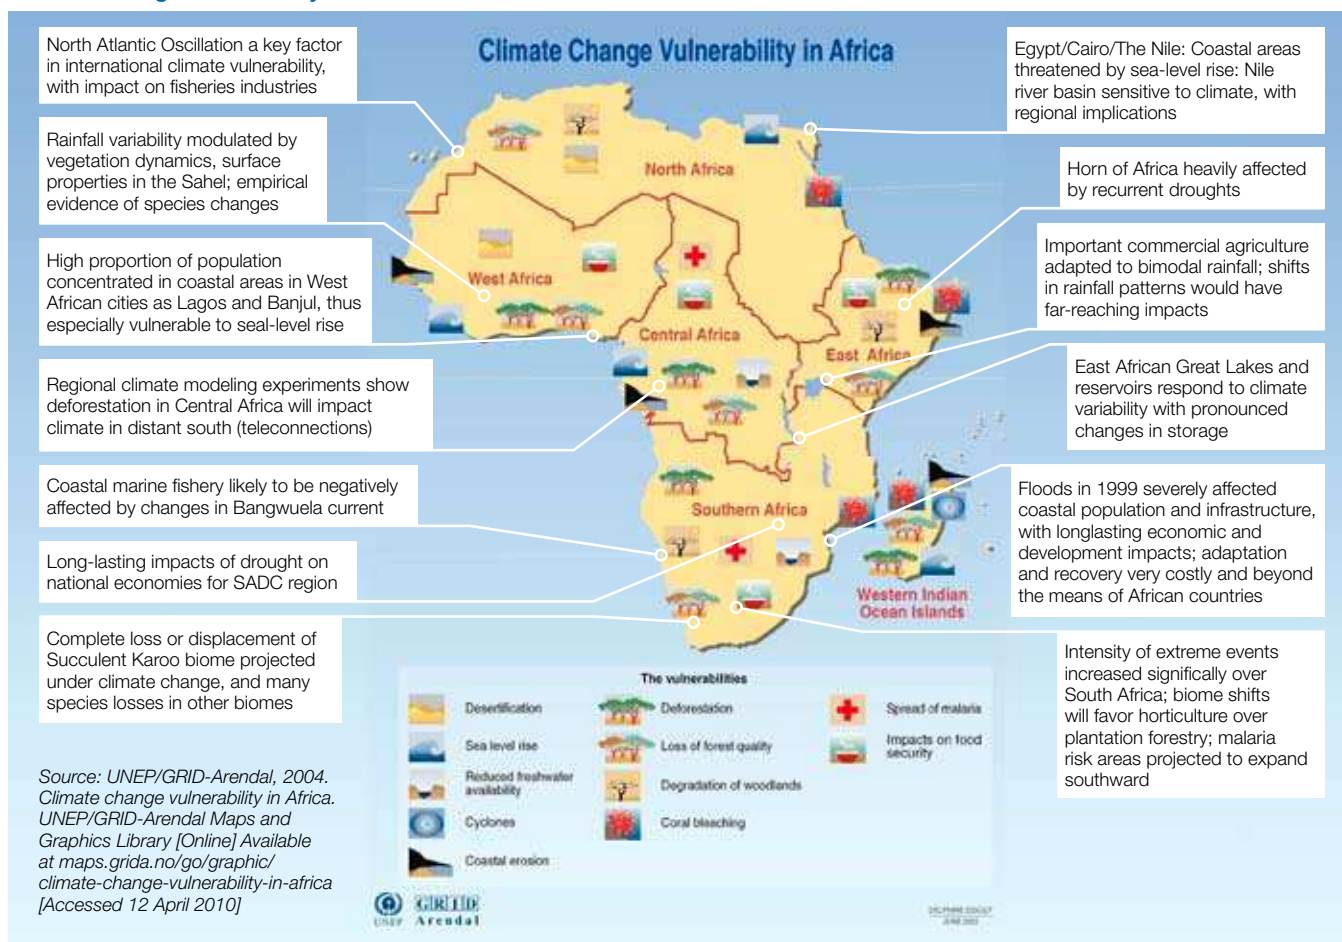 Climate Change Vulnerability in Africa
North Atlantic Oscillation a key factor
in international climate vulnerability,
with impact on fisheries industries
Rainfall variability modulated by
vegetation dynamics, surface
properties in the Sahel; empirical
evidence of species changes
High proportion of population
concentrated in coastal areas in West
African cities as Lagos and Banjul, thus
especially vulnerable to seal-level rise
Regional climate modeling experiments show
deforestation in Central Africa will impact
climate in distant south (teleconnections)
Coastal marine fishery likely to be negatively
affected by changes in Bangwuela current
Long-lasting impacts of drought on
national economies for SADC region
Complete loss or displacement of
Succulent Karoo biome projected
under climate change, and many
species losses in other biomes
Source: UNEP/GRID-Arendal, 2004.
Climate change vulnerability in Africa.
UNEP/GRID-Arendal Maps and
Graphics Library [Online] Available
at maps.grida.no/go/graphic/
climate-change-vulnerability-in-africa
[Accessed 12 April 2010]
North Africa
West Africa
Central Africa
East Africa
Southern Africa
Western Indian
Ocean Islands
Egypt/Cairo/The Nile: Coastal areas
threatened by sea-level rise: Nile
river basin sensitive to climate, with
regional implications
Horn of Africa heavily affected
by recurrent droughts
Important commercial agriculture
adapted to bimodal rainfall; shifts
in rainfall patterns would have
far-reaching impacts
East African Great Lakes and
reservoirs respond to climate
variability with pronounced
changes in storage
Floods in 1999 severely affected
coastal population and infrastructure,
with longlasting economic and
development impacts; adaptation
and recovery very costly and beyond
the means of African countries
Intensity of extreme events
increased significally over
South Africa; biome shifts
will favor horticulture over
plantation forestry; malaria
risk areas projected to expand
southward
The vulnerabilities
Desertification
Sea level rise
Reduced freshwater
availability
Cyclones
Coastal erosion
Deforestation
Loss of forest quality
Degradation of woodlands
Coral bleaching
Spread of malaria
Impacts on food
security
UNEP
GRID
Arendal